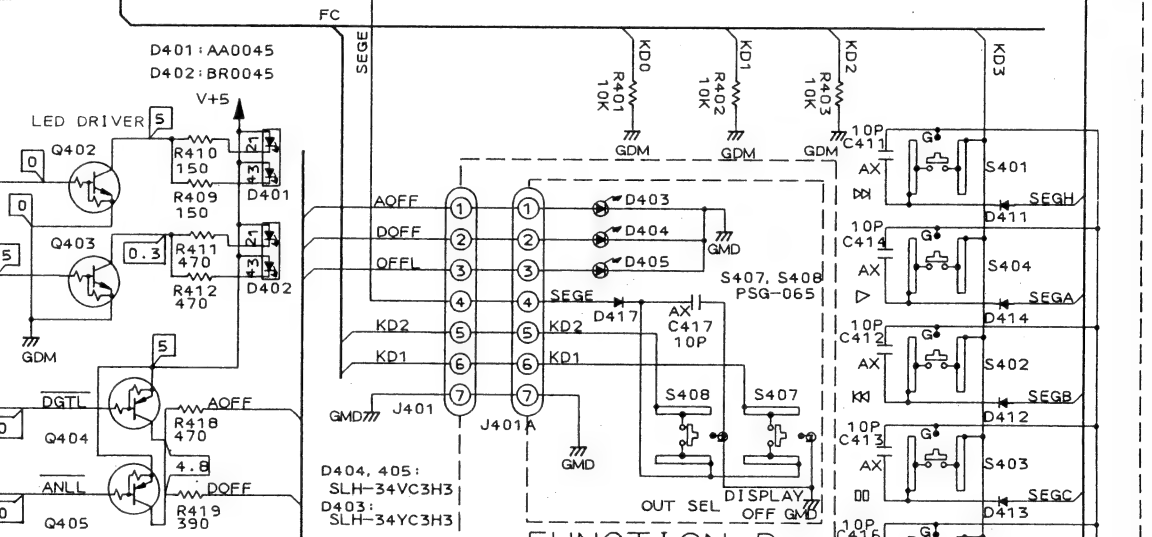 FC
SEGE
D401:AA0045
D402:BR0045
V+5
LED DRIVER
5
Q402
0
R410
150
R409
150
21
43
D401
0
Q403
5
0.3
R411
470
R412
470
21
43
D402
GDM
5
DGTL
0
Q404
R418
470
AOFF
4.8
ANLL
0
Q405
R419
390
DOFF
KD0
R401
10K
GDM
KD1
R402
10K
GDM
KD2
R403
10K
GDM
KD3
AOFF
DOFF
OFFL
KD2
KD1
GMD
1
2
3
4
5
6
7
J401
1
2
3
4
5
6
7
J401A
D403
D404
D405
GMD
S407, S408
PSG-065
SEGE
D417
AX
C417
10P
KD2
KD1
S408
S407
GMD
OUT SEL
DISPLAY
OFF
GMD
D404, 405:
SLH-34VC3H3
D403:
SLH-34YC3H3
10P
C411
AX
G
S401
D411
SEGH
10P
C414
AX
G
S404
D414
SEGA
10P
C412
AX
G
S402
D412
SEGB
10P
C413
AX
G
S403
D413
SEGC
10P
G